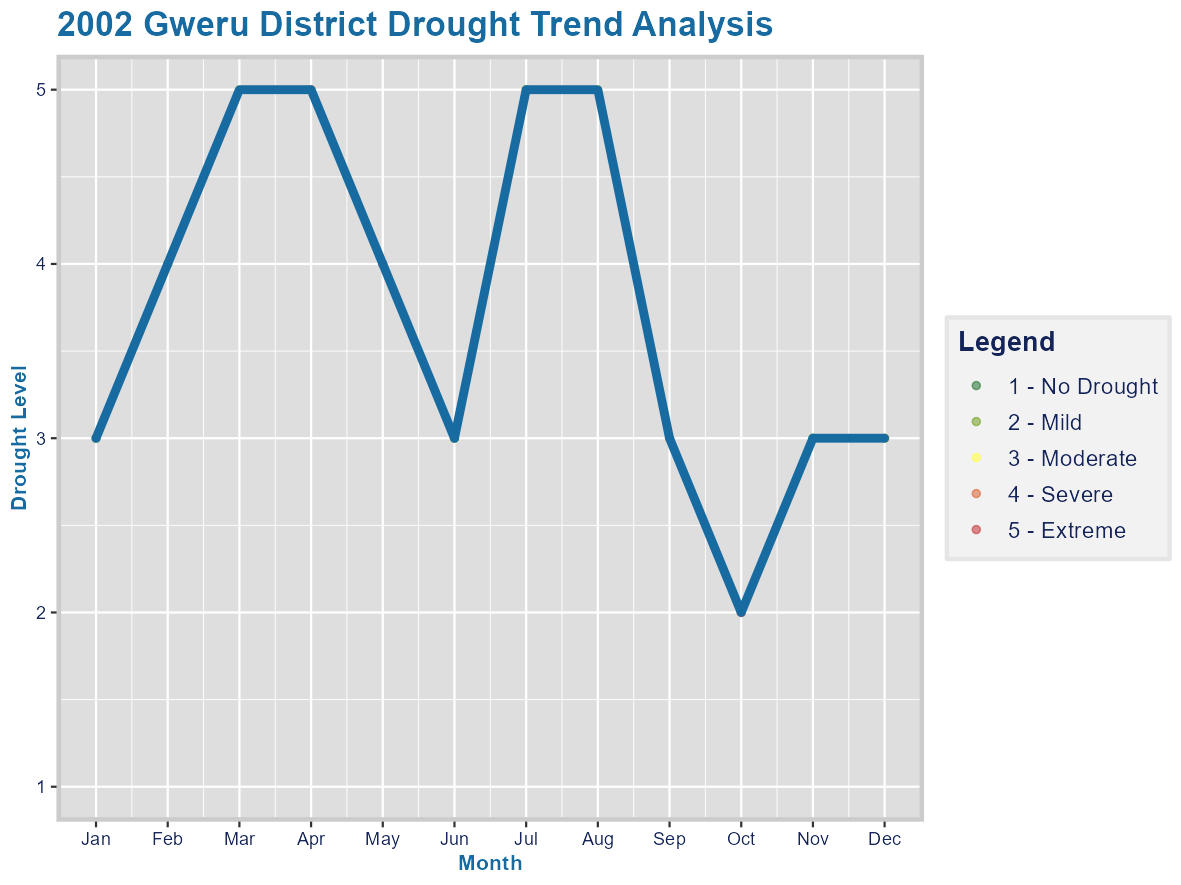 2002 Gweru District Drought Trend Analysis
5
4
3
2
1
Drought Level
Jan Feb Mar Apr May Jun Jul Aug Sep Oct Nov Dec
Month
Legend
1 - No Drought
2 - Mild
3 - Moderate
4 - Severe
5 - Extreme